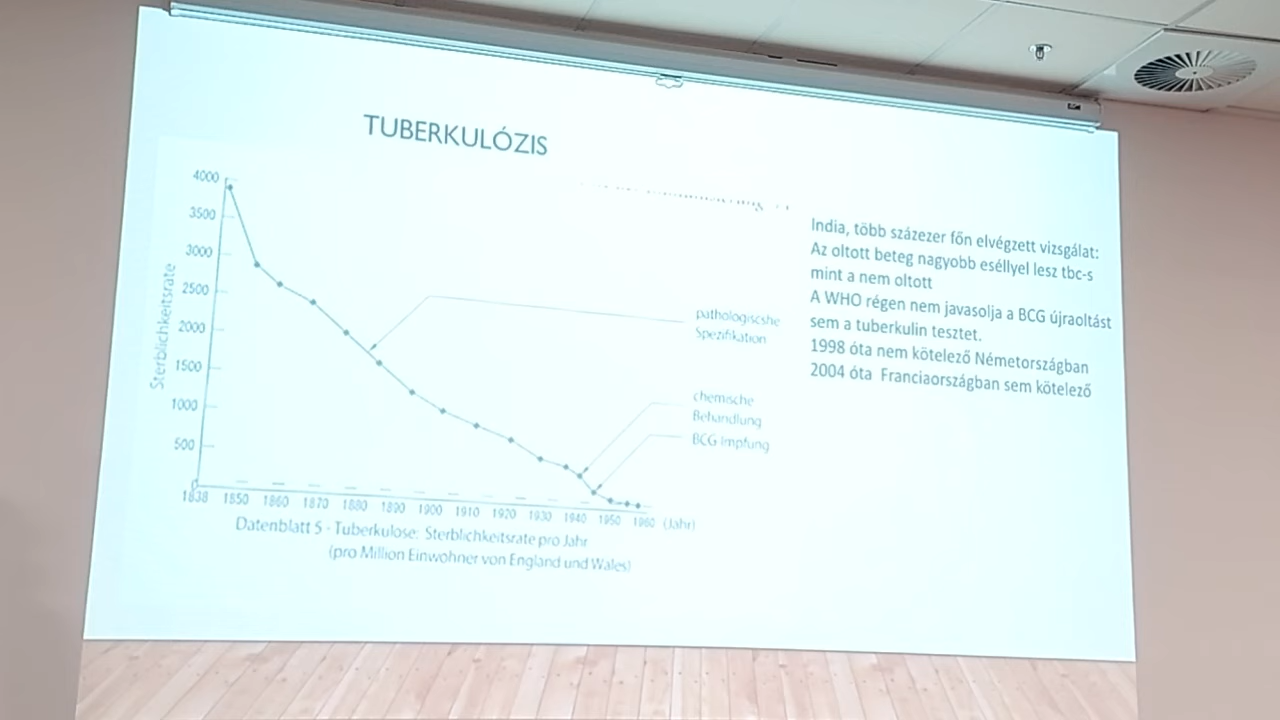 TUBERKULÓZIS
India, több százezer főn elvégzett vizsgálat:
Az oltott beteg nagyobb eséllyel lesz tbc-s
mint a nem oltott
A WHO régen nem javasolja a BCG újraoltást
sem a tuberkulin tesztet.
1998 óta nem kötelező Németországban
2004 óta Franciaországban sem kötelező
Sterblichkeitsrate
4000
3500
3000
2500
2000
1500
1000
500
0
1838 1850 1860 1870 1880 1890 1900 1910 1920 1930 1940 1950 1960 (Jahr)
pathologiscshe
Spezifikation
chemische
Behandlung
BCG Impfung
Datenblatt 5 - Tuberkulose: Sterblichkeitsrate pro Jahr
(pro Million Einwohner von England und Wales)